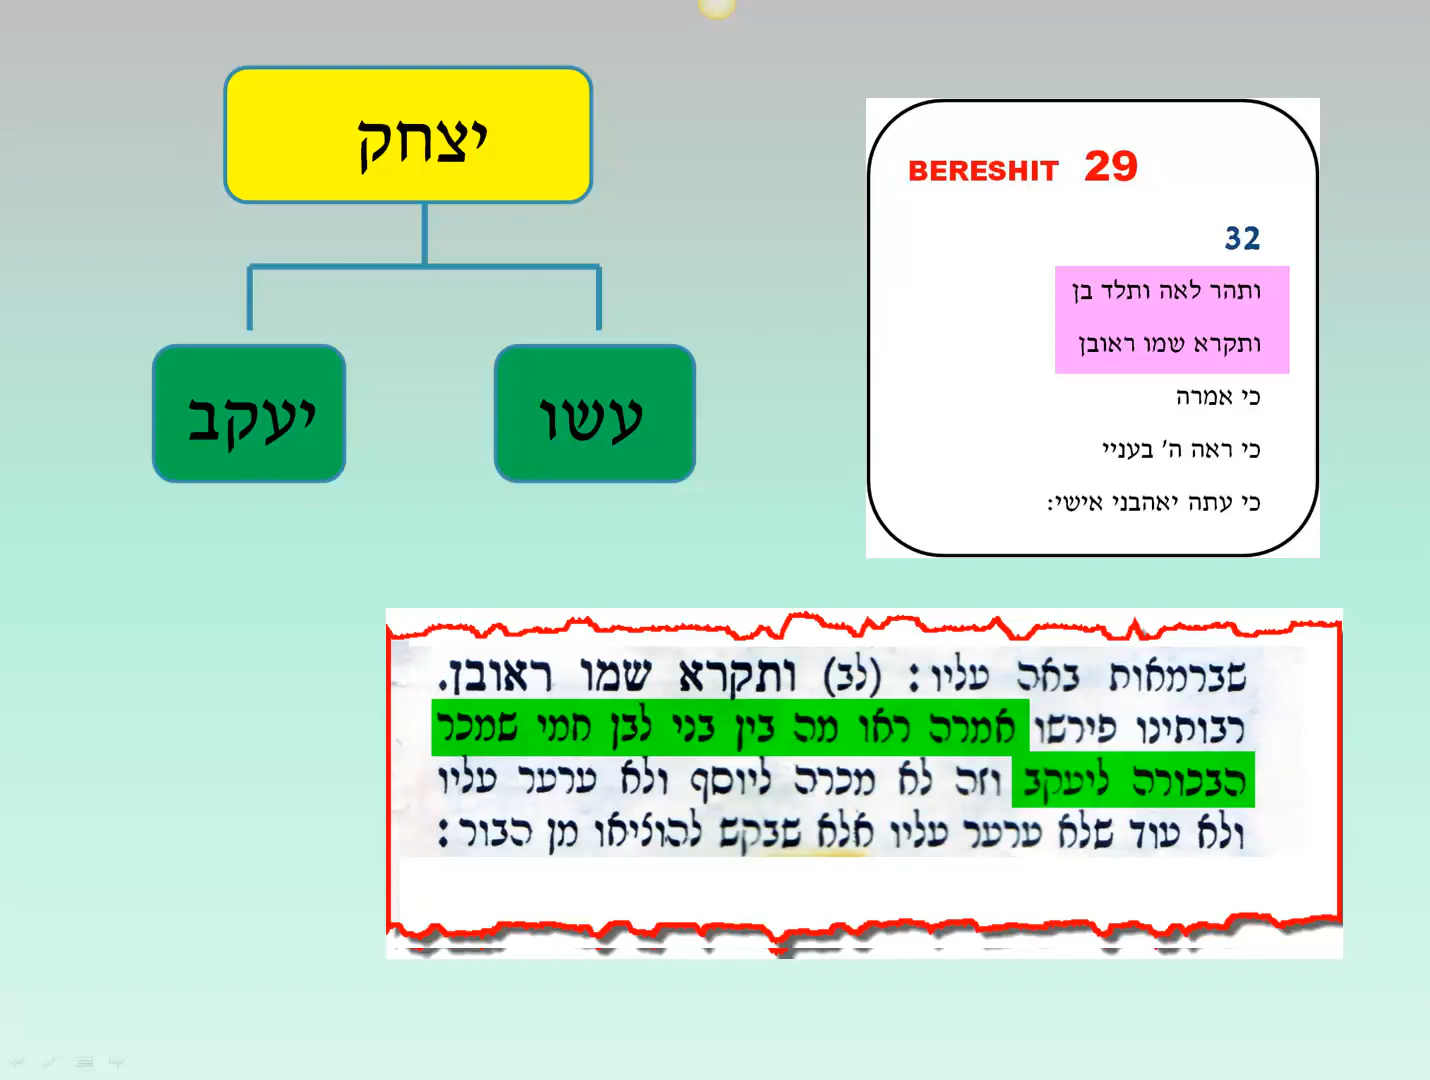 יצחק
עשו
יעקב
BERESHIT 29
32
ותהר לאה ותלד בן
ותקרא שמו ראובן
כי אמרה
כי ראה ה' בעניי
כי עתה יאהבני אישי:
שברמאות באה עליו: (לב) ותקרא שמו ראובן.
רבותינו פירשו אמרה ראו מה בין בני לבן חמי שמכר
הבכורה ליעקב וזה לא מכרה ליוסף ולא ערער עליו
ולא עוד שלא ערער עליו אלא שבקש להוציאו מן הבור: